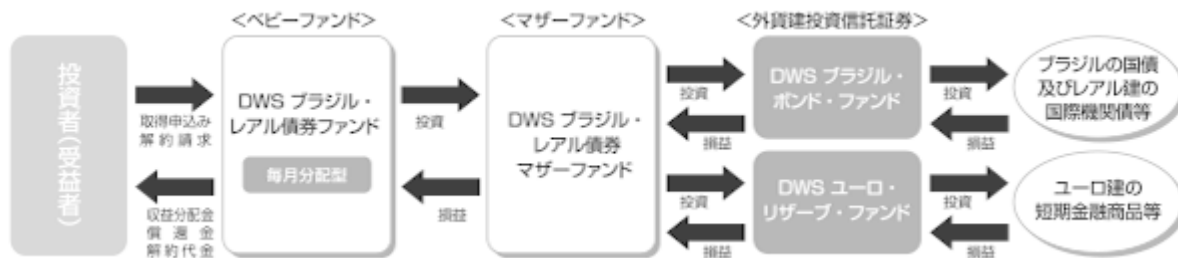 <ベビーファンド>
<マザーファンド>
<外貨建投資信託証券>
投資者(受益者)
取得申込み
解約請求
収益分配金
償還金
解約代金
DWS ブラジル・
レアル債券ファンド
毎月分配型
投資
損益
DWS ブラジル・
レアル債券
マザーファンド
投資
損益
投資
損益
DWS ブラジル・
ボンド・ファンド
DWS ユーロ・
リザーブ・ファンド
投資
損益
投資
損益
ブラジルの国債
及びレアル建の
国際機関債等
ユーロ建の
短期金融商品等